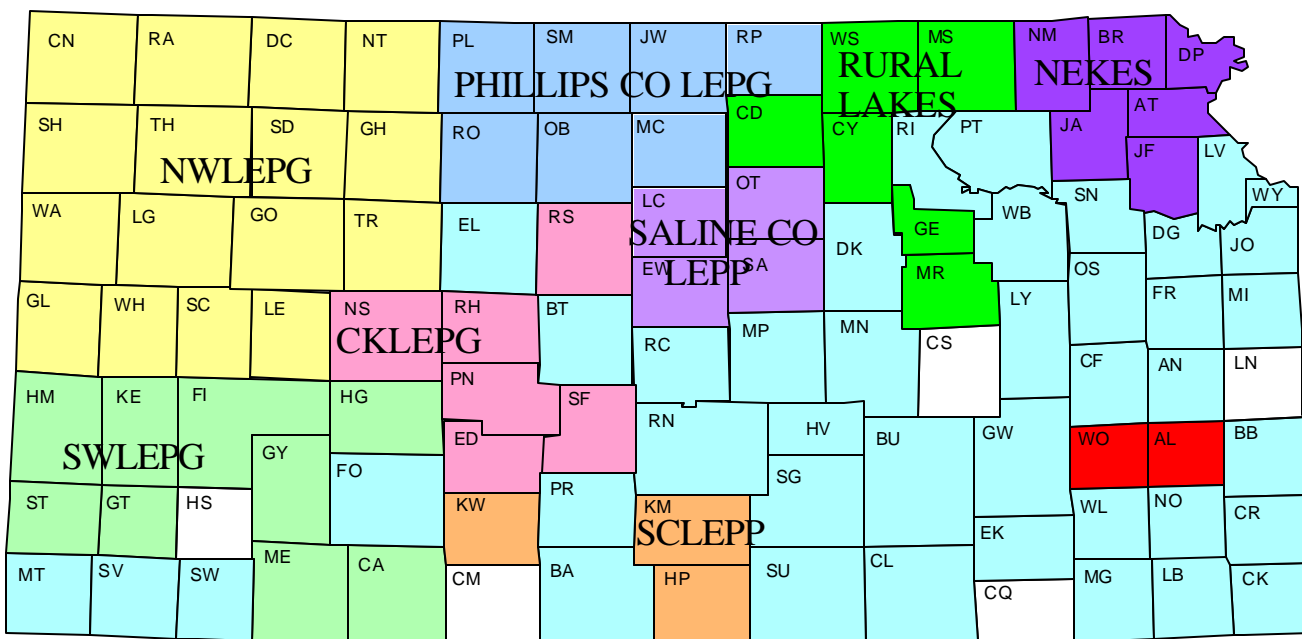 CN RA DC NT PL SM JW RP WS MS NM BR DP
PHILLIPS CO LEPG
RURAL
LAKES
NEKES
SH TH SD GH RO OB MC CD CY RI PT JA AT
JF LV
NWLEPG
WA LG GO TR EL RS LC OT DK GE WB SN WY
DG JO
SALINE CO
LEPP
EW SA MR OS
GL WH SC LE NS RH BT RC MP MN CS LY FR MI
CKLEPG
HM KE FI HG PN SF RN HV BU GW CF AN LN
SWLEPG
GY FO ED SG WO AL BB
ST GT HS KW PR KM EK WL NO CR
SCLEPP
MT SV SW ME CA CM BA HP SU CL CQ MG LB CK